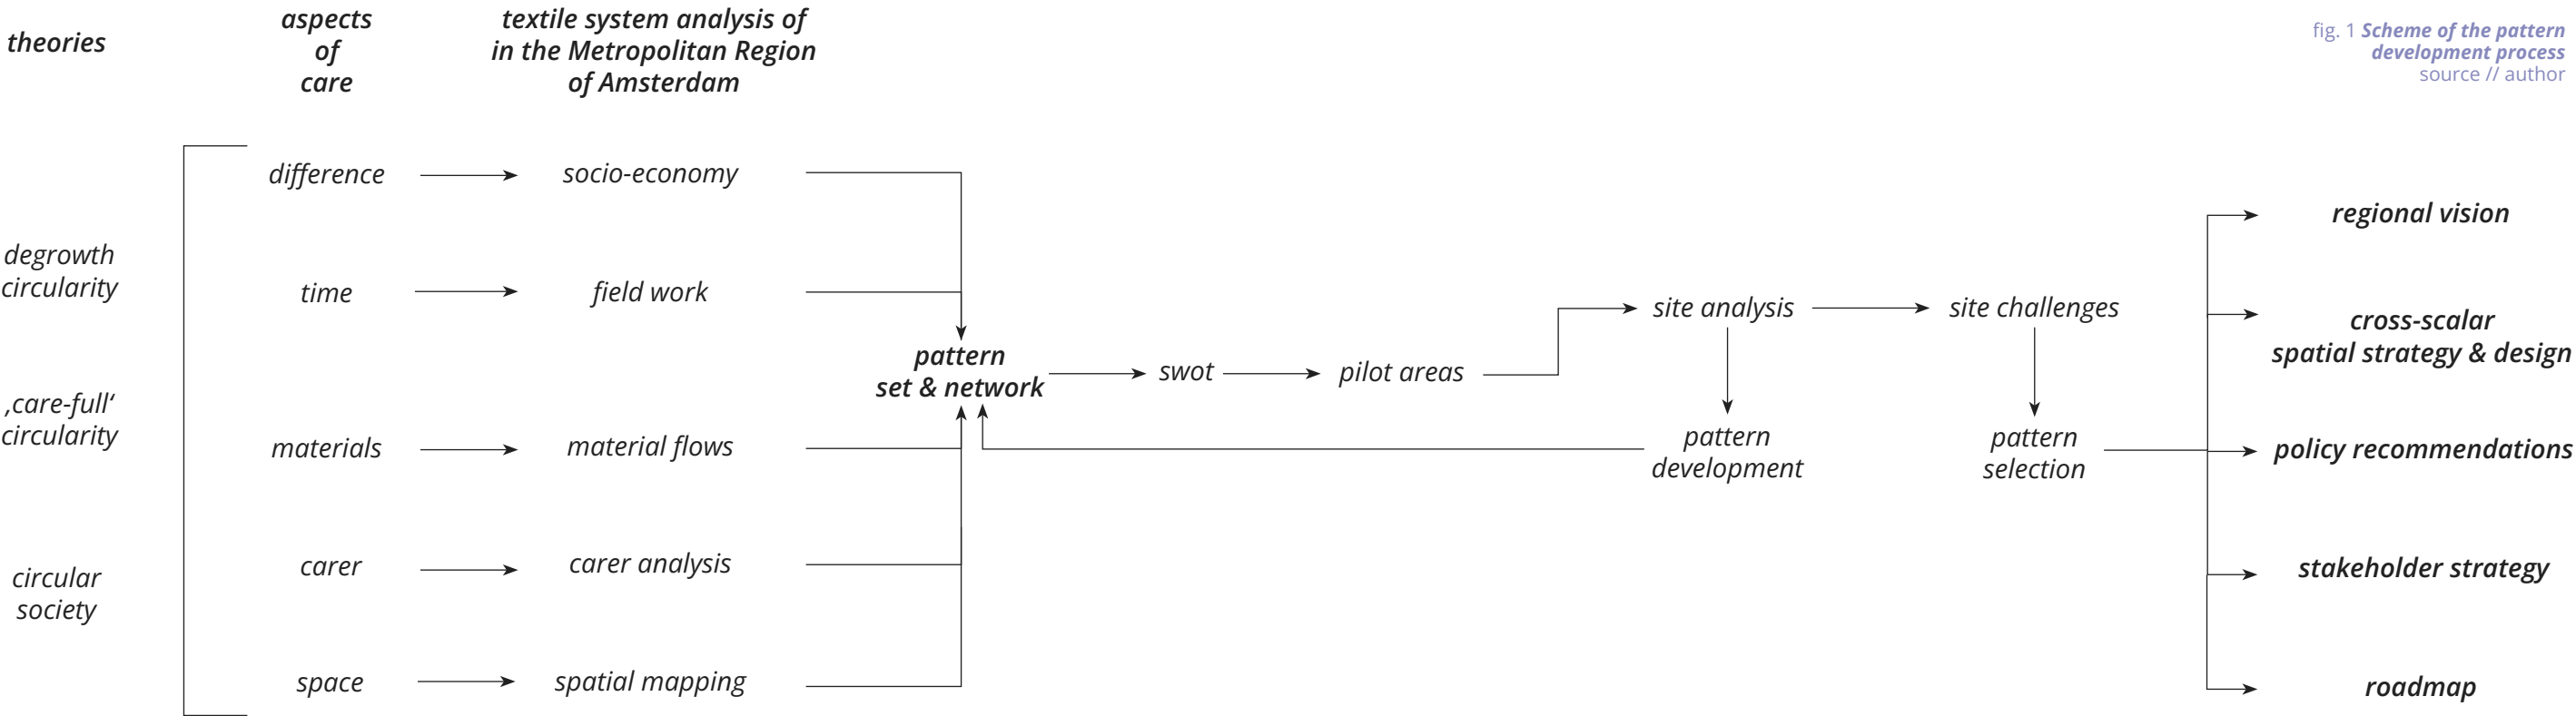 theories
aspects
of
care
textile system analysis of
in the Metropolitan Region
of Amsterdam
fig. 1 Scheme of the pattern
development process
source // author
degrowth
circularity
‚care-full‘
circularity
circular
society
difference
time
materials
carer
space
socio-economy
field work
material flows
carer analysis
spatial mapping
pattern
set & network
swot
pilot areas
site analysis
pattern
development
site challenges
pattern
selection
regional vision
cross-scalar
spatial strategy & design
policy recommendations
stakeholder strategy
roadmap